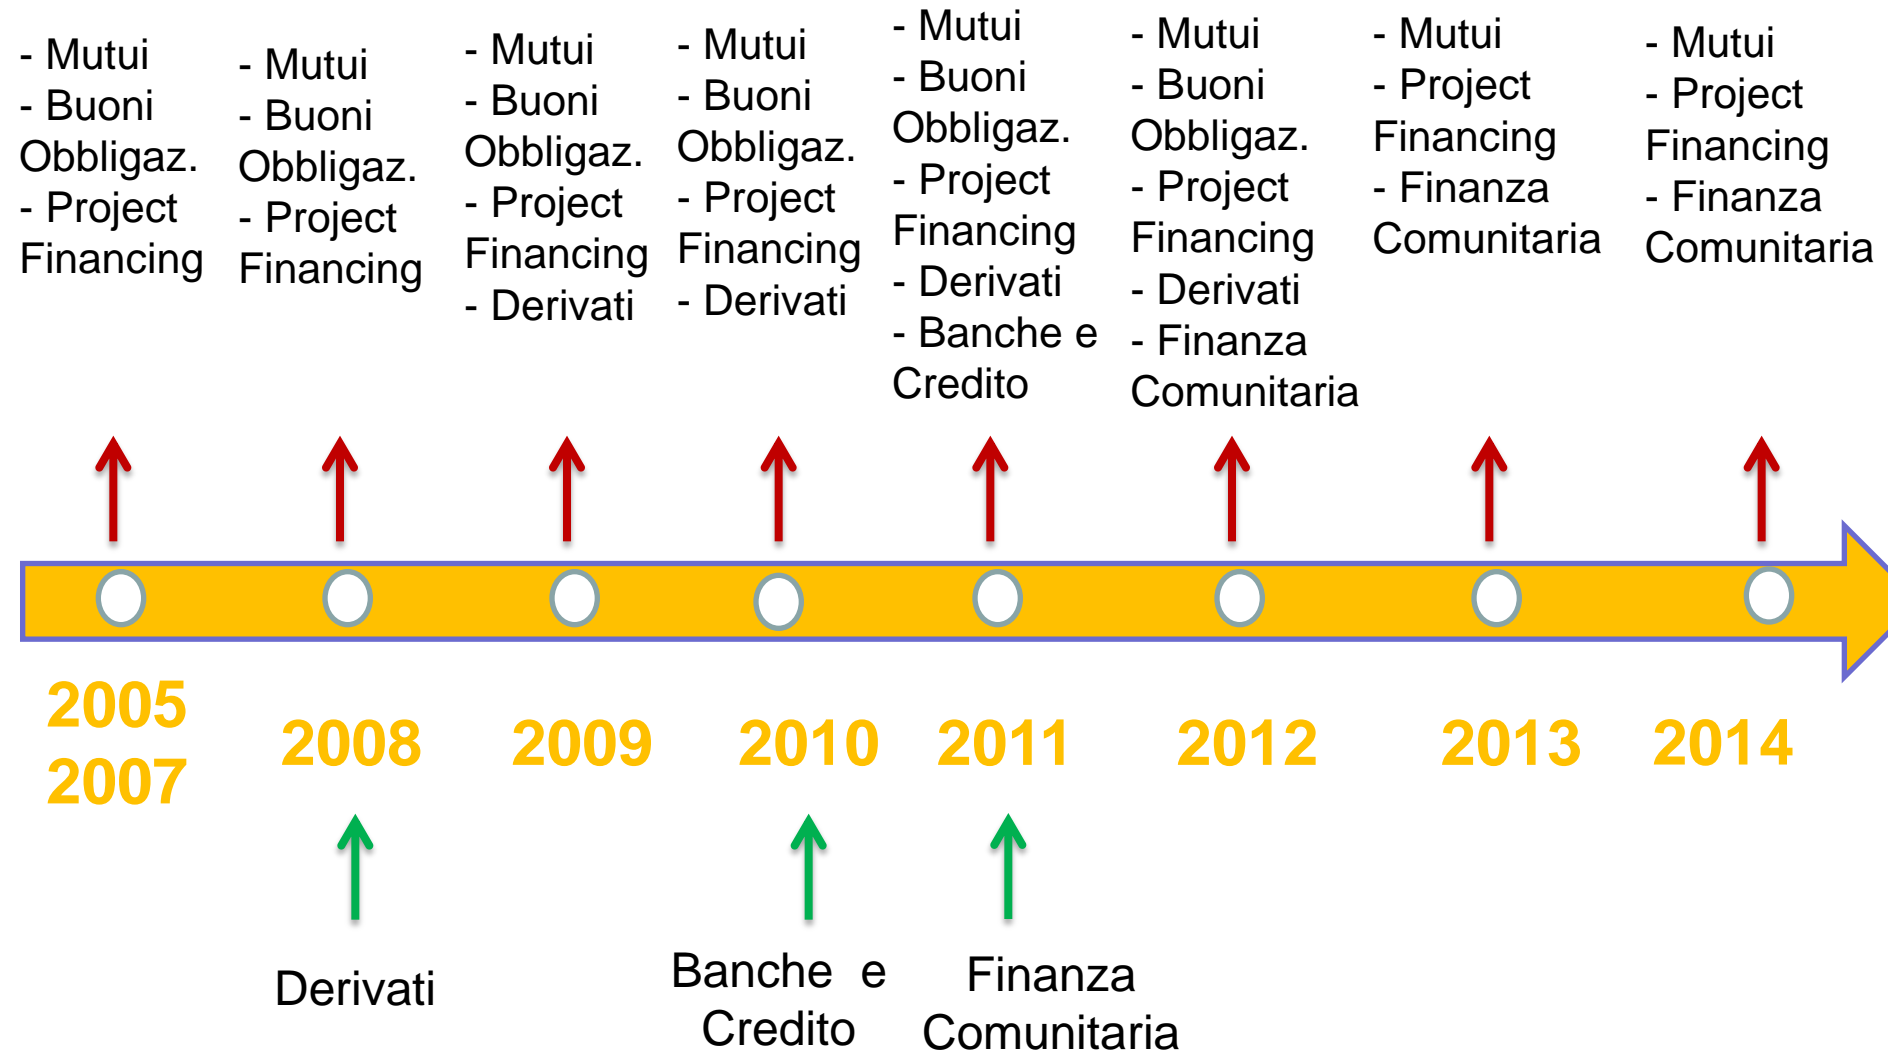 - Mutui
- Buoni
Obbligaz.
- Project
Financing
- Mutui
- Buoni
Obbligaz.
- Project
Financing
- Mutui
- Buoni
Obbligaz.
- Project
Financing
- Derivati
- Mutui
- Buoni
Obbligaz.
- Project
Financing
- Derivati
- Mutui
- Buoni
Obbligaz.
- Project
Financing
- Derivati
- Banche e
Credito
- Mutui
- Buoni
Obbligaz.
- Project
Financing
- Derivati
- Finanza
Comunitaria
- Mutui
- Project
Financing
- Finanza
Comunitaria
- Mutui
- Project
Financing
- Finanza
Comunitaria
2005
2007
2008
2009
2010
2011
2012
2013
2014
Derivati
Banche e
Credito
Finanza
Comunitaria